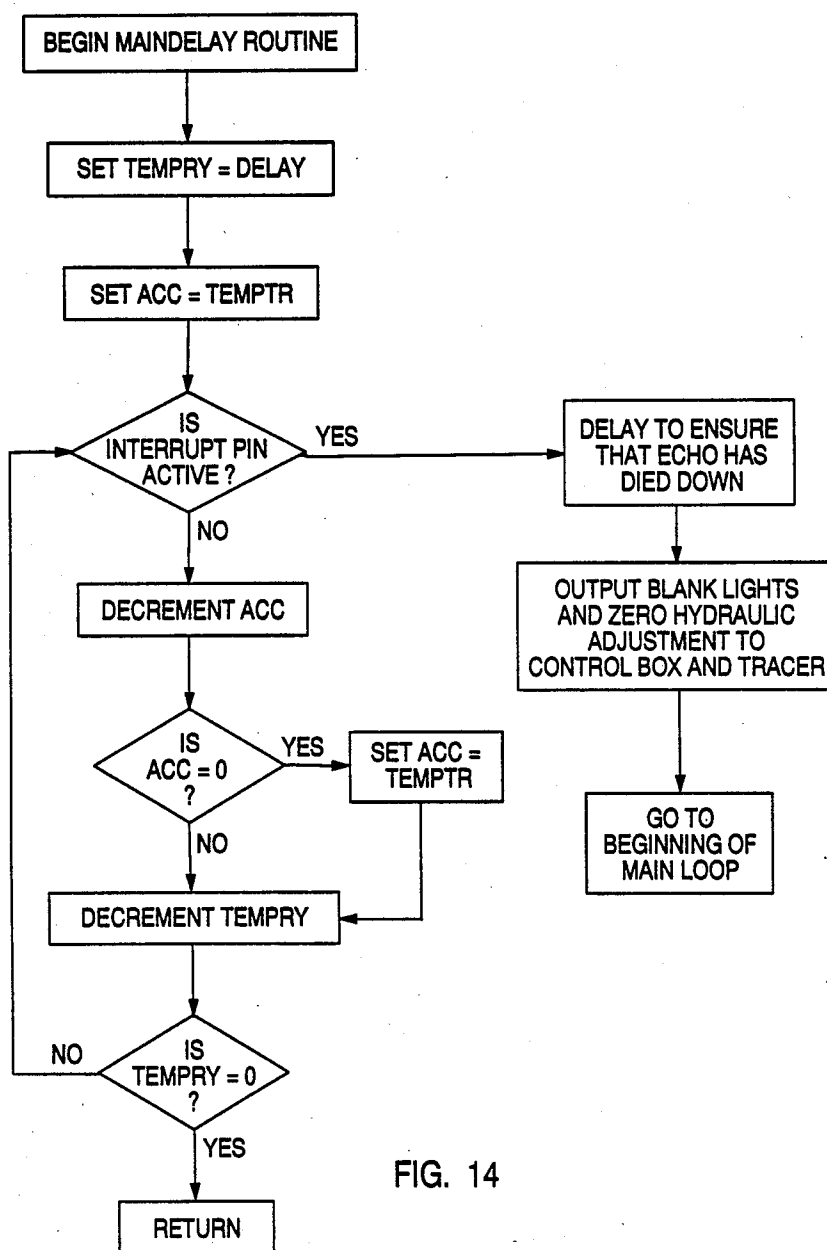 BEGIN MAINDELAY ROUTINE
SET TEMPRY = DELAY
SET ACC = TEMPTR
IS
INTERRUPT PIN
ACTIVE ?
YES
DELAY TO ENSURE
THAT ECHO HAS
DIED DOWN
NO
OUTPUT BLANK LIGHTS
AND ZERO HYDRAULIC
ADJUSTMENT TO
CONTROL BOX AND TRACER
DECREMENT ACC
IS
ACC = 0
?
YES
SET ACC =
TEMPTR
GO TO
BEGINNING OF
MAIN LOOP
NO
DECREMENT TEMPRY
IS
TEMPRY = 0
?
NO
YES
RETURN
FIG. 14